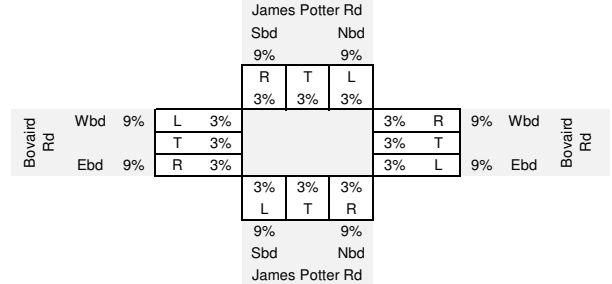 James Potter Rd
Sbd Nbd
9% 9%
R T L
3% 3% 3%
Bovaird Rd
Wbd 9% L 3% 3% R 9% Wbd
T 3% 3% T
Ebd 9% R 3% 3% L 9% Ebd
Bovaird Rd
3% 3% 3%
L T R
9% 9%
Sbd Nbd
James Potter Rd